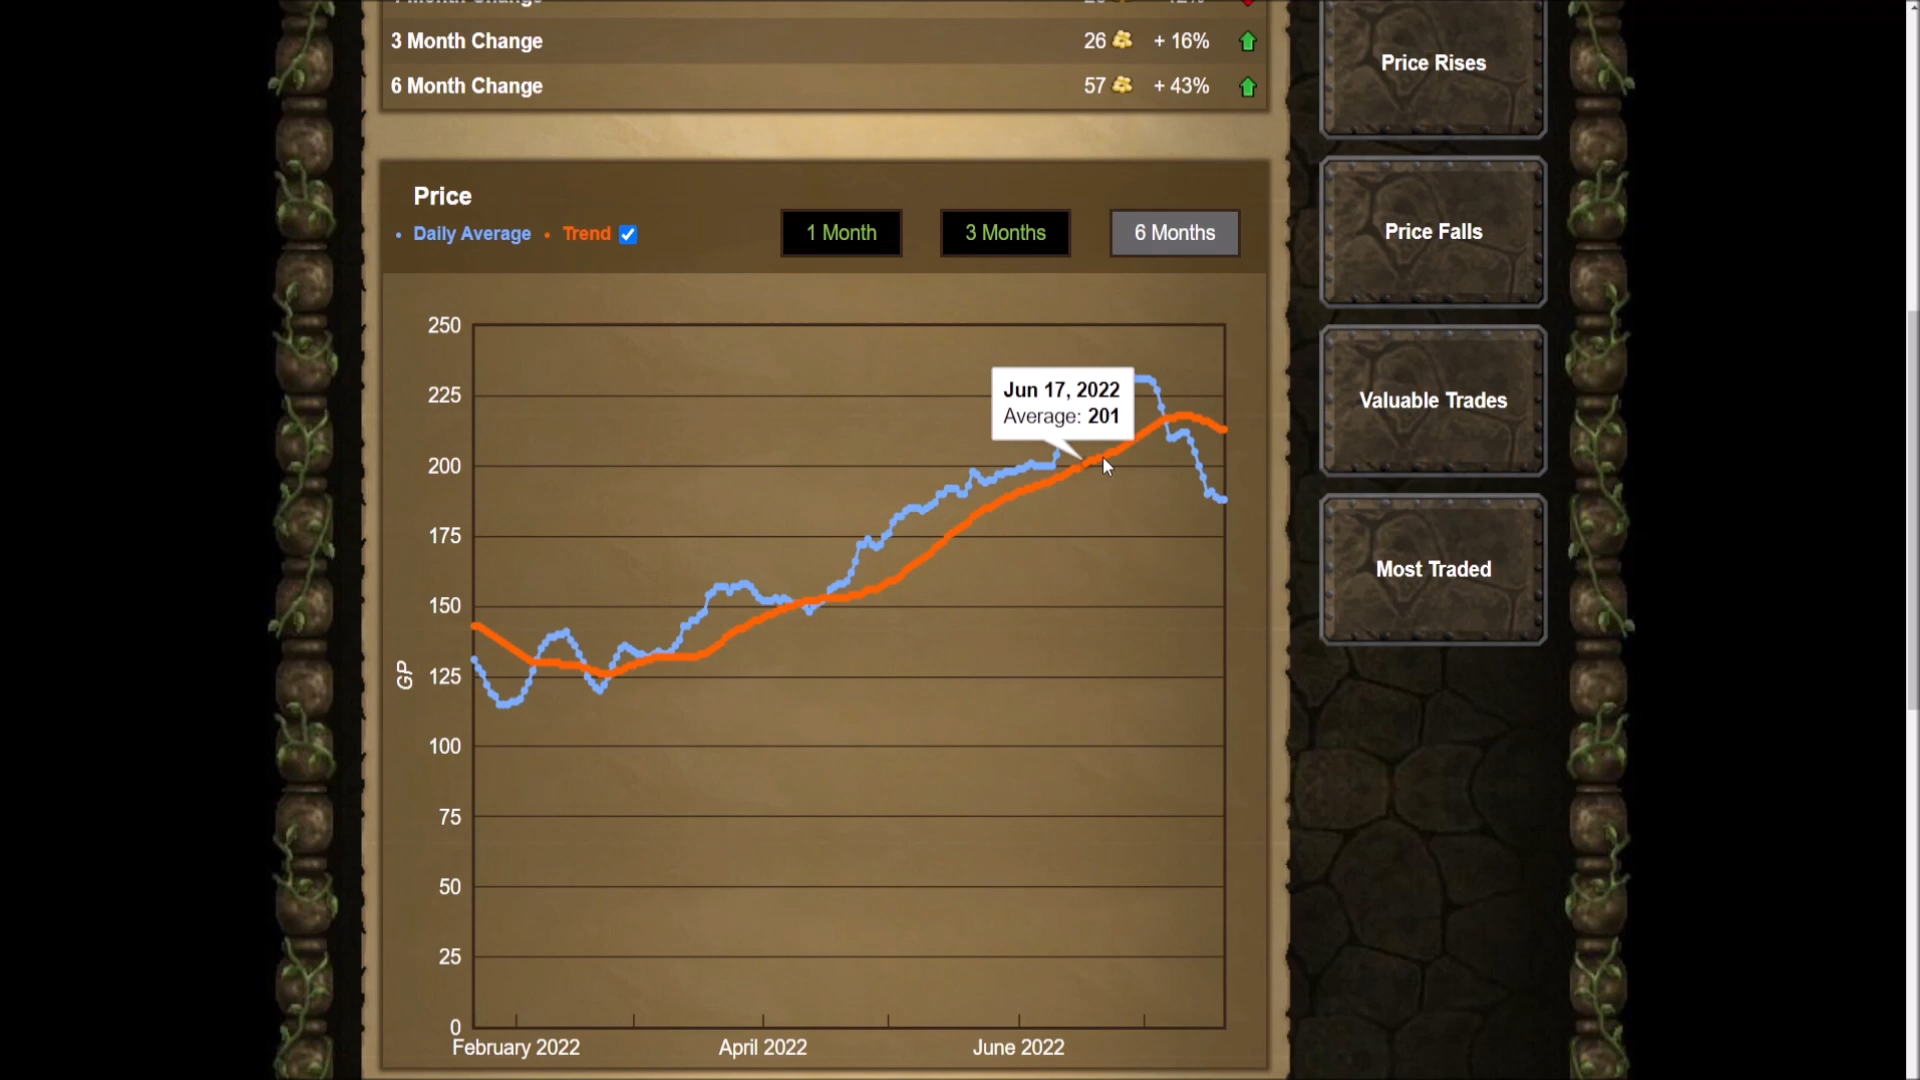 3 Month Change 26 + 16%
6 Month Change 57 + 43%
Price Rises
Price
• Daily Average • Trend
1 Month 3 Months 6 Months
Price Falls
Valuable Trades
Most Traded
250
225
200
175
150
125
100
75
50
25
0
GP
Jun 17, 2022
Average: 201
February 2022 April 2022 June 2022